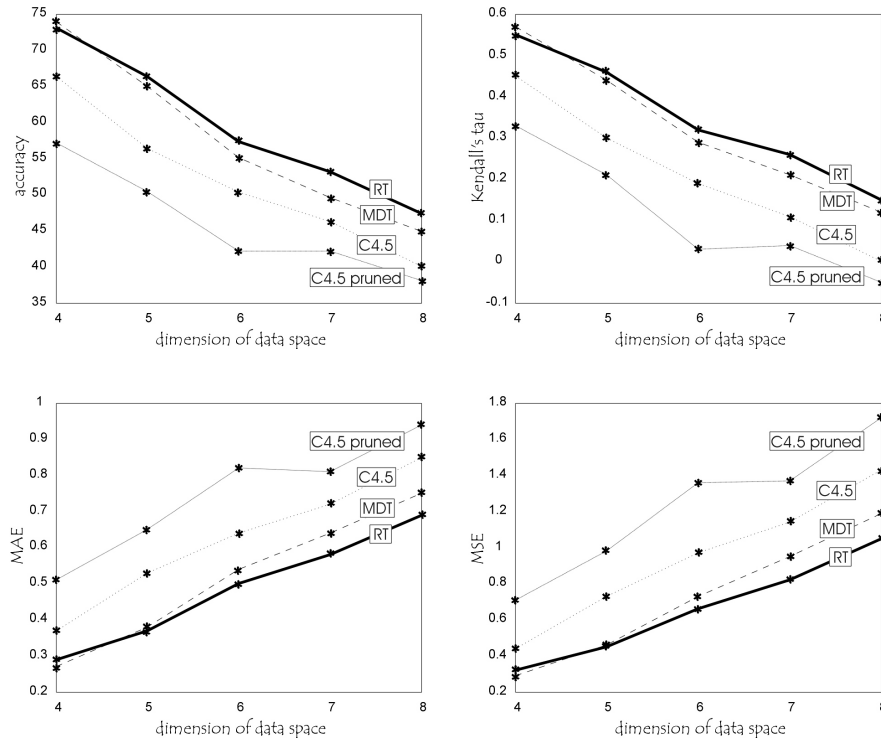 75
70
65
60
55
50
45
40
35
accuracy
RT
MDT
C4.5
C4.5 pruned
4 5 6 7 8
dimension of data space
0.6
0.5
0.4
0.3
0.2
0.1
0
-0.1
Kendall's tau
RT
MDT
C4.5
C4.5 pruned
4 5 6 7 8
dimension of data space
1
0.9
0.8
0.7
0.6
0.5
0.4
0.3
0.2
MAE
C4.5 pruned
C4.5
MDT
RT
4 5 6 7 8
dimension of data space
1.8
1.6
1.4
1.2
1
0.8
0.6
0.4
0.2
MSE
C4.5 pruned
C4.5
MDT
RT
4 5 6 7 8
dimension of data space